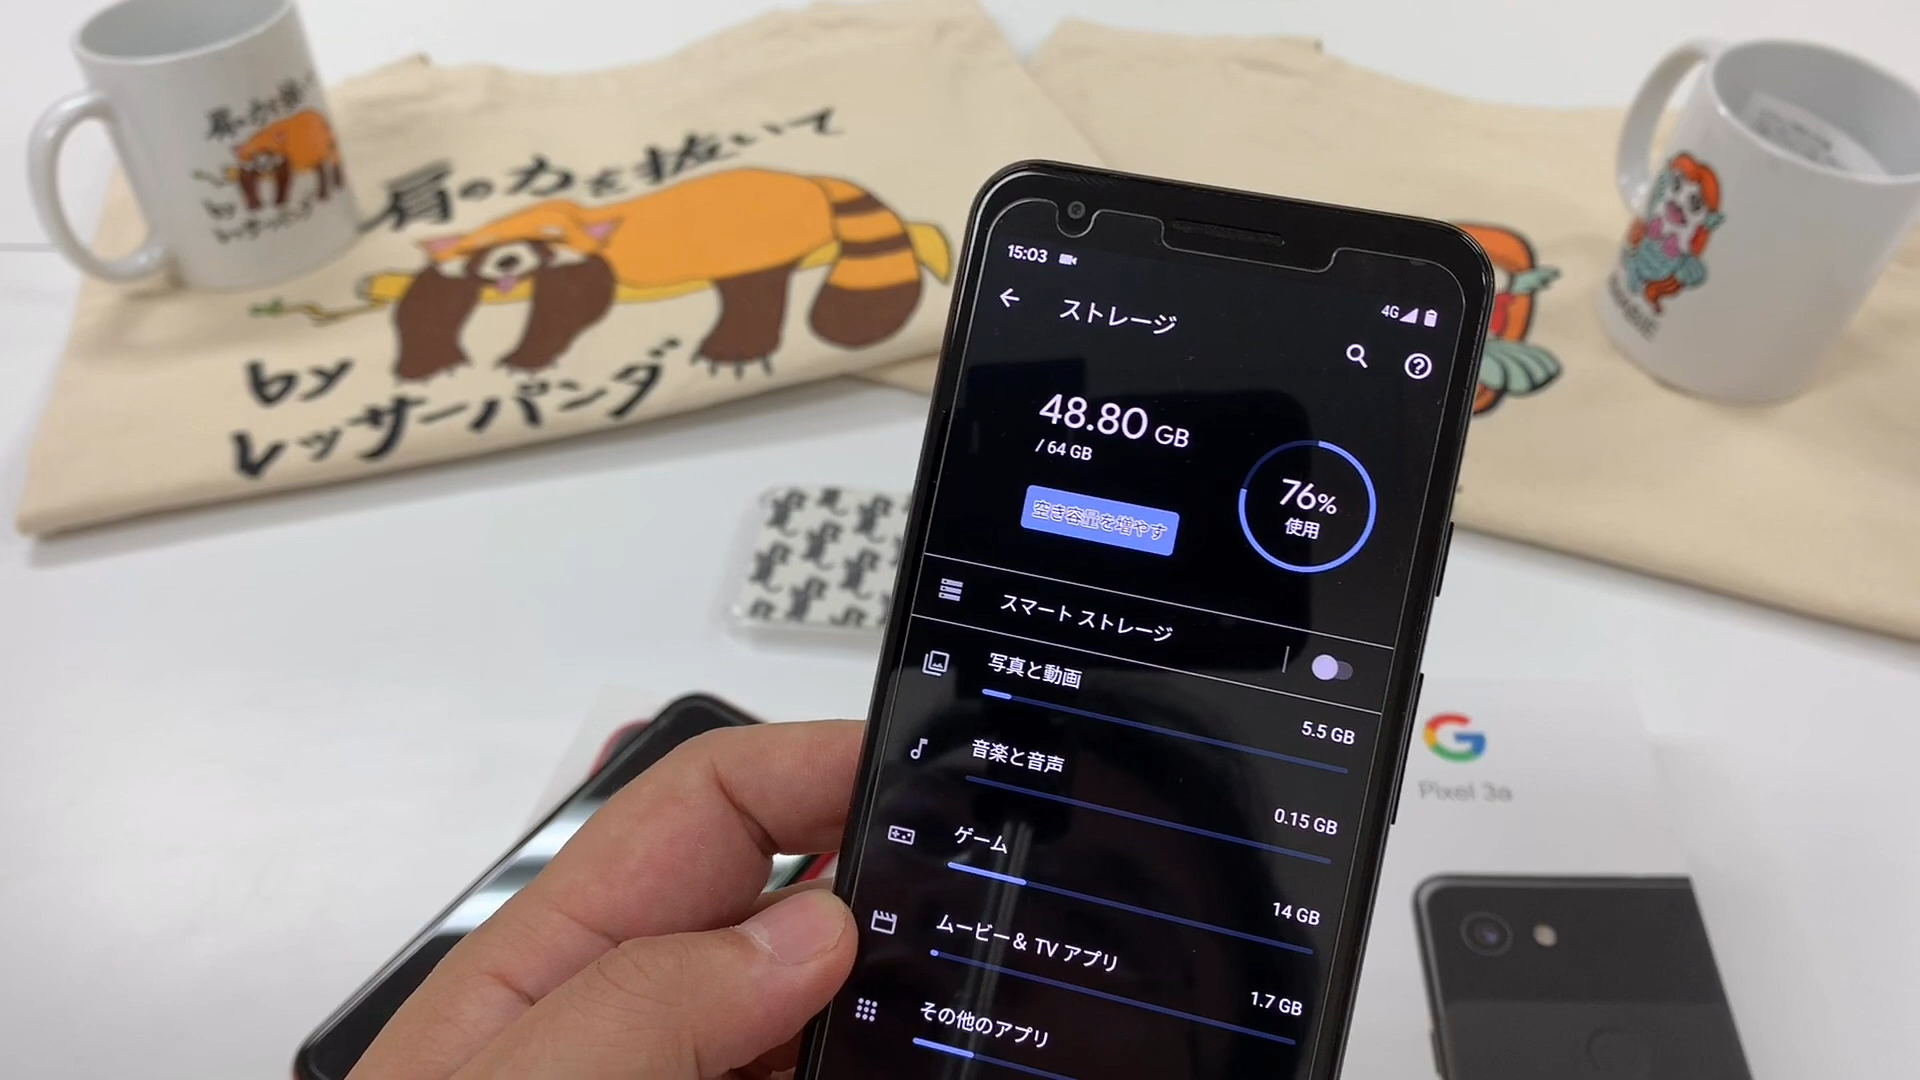 肩の力を抜いて
by
レッサーパンダ
15:03
4G
ストレージ
48.80 GB
/ 64 GB
76%
使用
空き容量を増やす
スマート ストレージ
写真と動画
5.5 GB
音楽と音声
0.15 GB
ゲーム
14 GB
ムービー& TV アプリ
1.7 GB
その他のアプリ
G
Pixel 3a